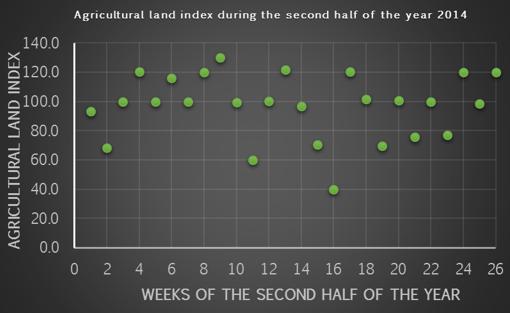 Agricultural land index during the second half of the year 2014
140.0
120.0
100.0
80.0
60.0
40.0
20.0
0.0
AGRICULTURAL LAND INDEX
0 2 4 6 8 10 12 14 16 18 20 22 24 26
WEEKS OF THE SECOND HALF OF THE YEAR